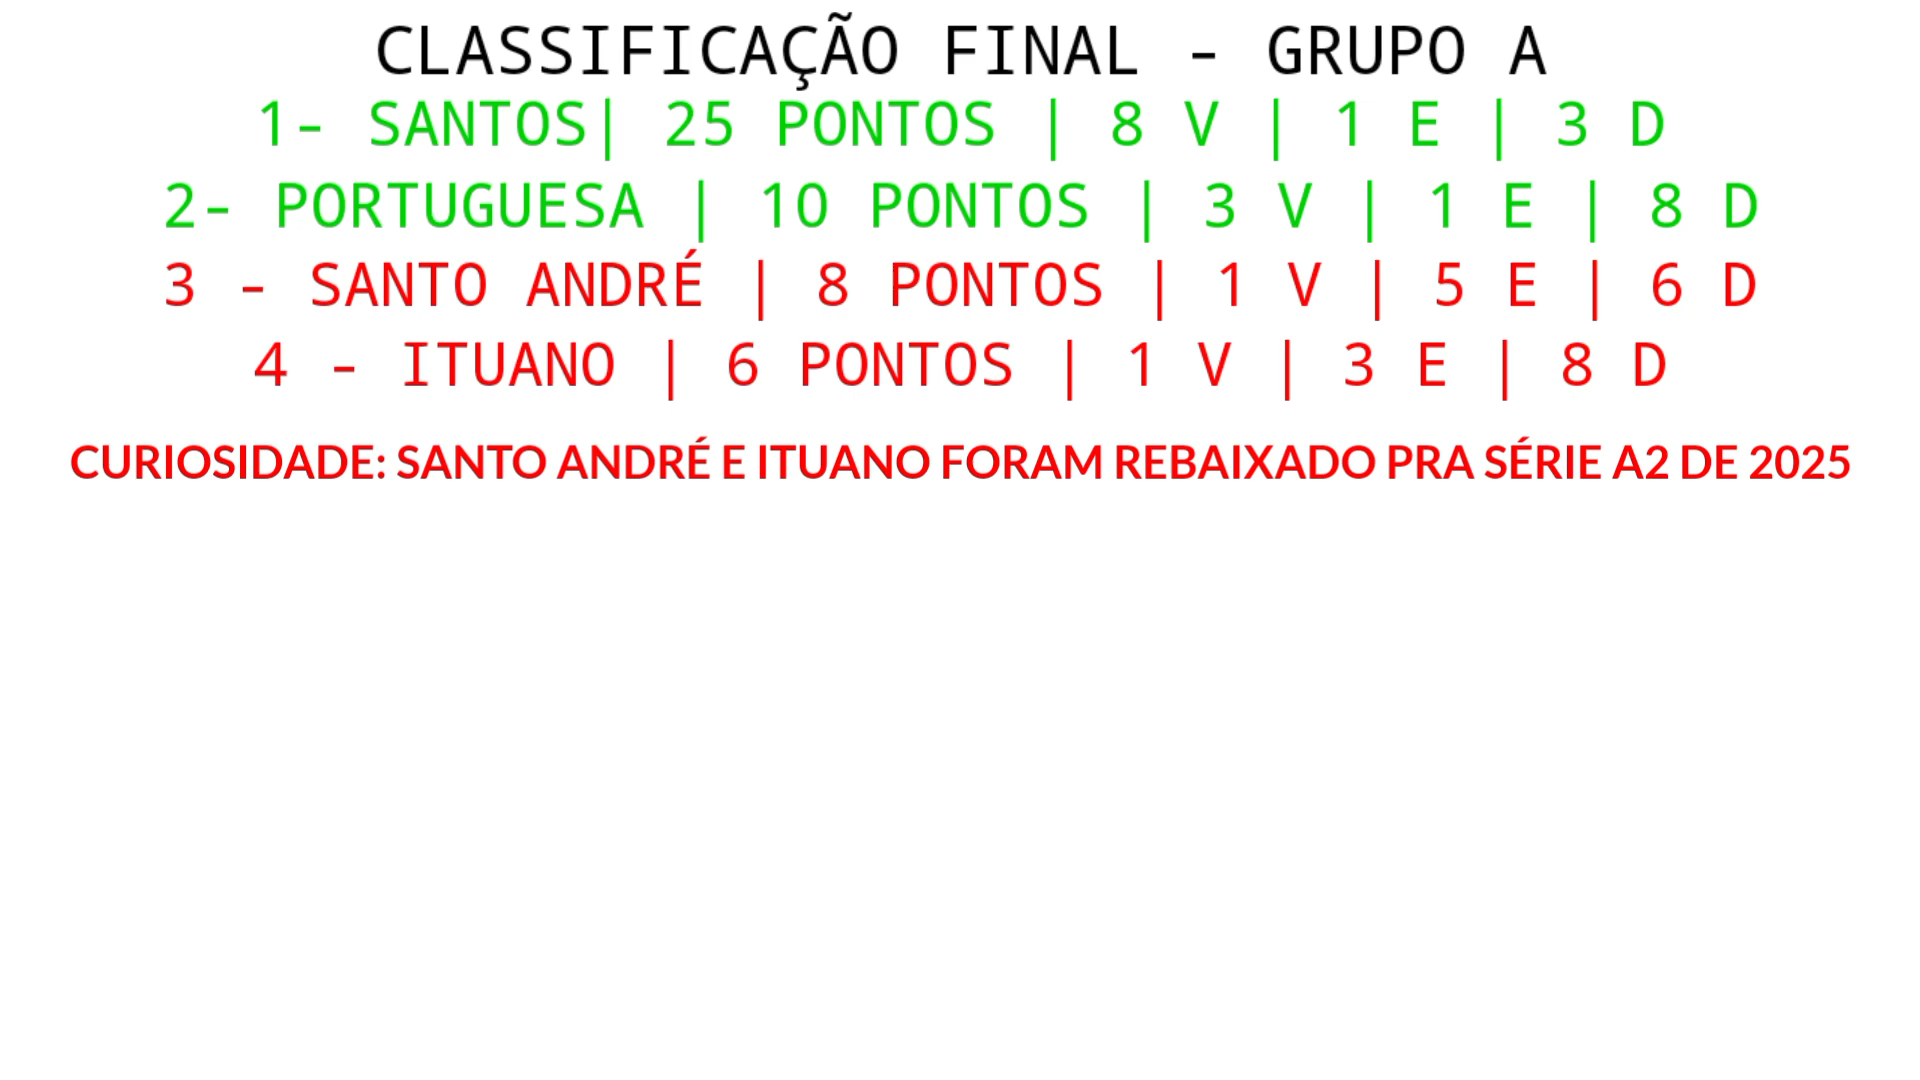 CLASSIFICAÇÃO FINAL - GRUPO A
1- SANTOS| 25 PONTOS | 8 V | 1 E | 3 D
2- PORTUGUESA | 10 PONTOS | 3 V | 1 E | 8 D
3 - SANTO ANDRÉ | 8 PONTOS | 1 V | 5 E | 6 D
4 - ITUANO | 6 PONTOS | 1 V | 3 E | 8 D
CURIOSIDADE: SANTO ANDRÉ E ITUANO FORAM REBAIXADO PRA SÉRIE A2 DE 2025